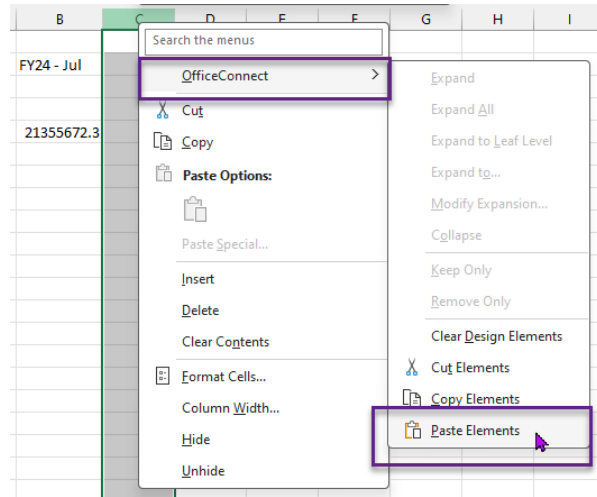 B C D E F G H I
Search the menus
FY24 - Jul
OfficeConnect
Expand
Cut
Expand All
21355672.3
Copy
Expand to Leaf Level
Paste Options:
Expand to...
Modify Expansion...
Paste Special...
Collapse
Insert
Keep Only
Delete
Remove Only
Clear Contents
Clear Design Elements
Format Cells...
Cut Elements
Column Width...
Copy Elements
Hide
Paste Elements
Unhide